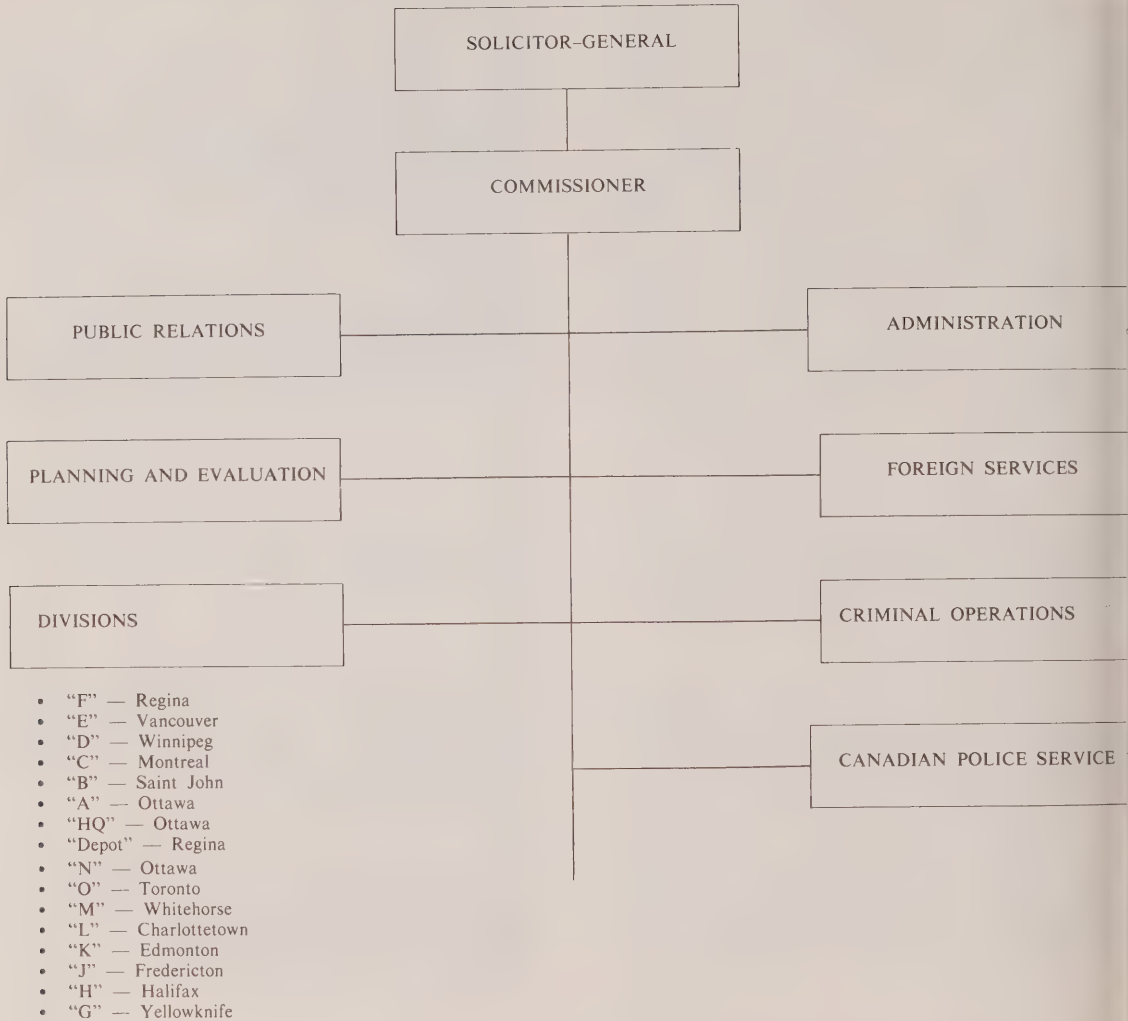 SOLICITOR–GENERAL
COMMISSIONER
PUBLIC RELATIONS
ADMINISTRATION
PLANNING AND EVALUATION
FOREIGN SERVICES
DIVISIONS
CRIMINAL OPERATIONS
• “F” — Regina
• “E” — Vancouver
• “D” — Winnipeg
• “C” — Montreal
• “B” — Saint John
• “A” — Ottawa
• “HQ” — Ottawa
• “Depot” — Regina
• “N” — Ottawa
• “O” — Toronto
• “M” — Whitehorse
• “L” — Charlottetown
• “K” — Edmonton
• “J” — Fredericton
• “H” — Halifax
• “G” — Yellowknife
CANADIAN POLICE SERVICE